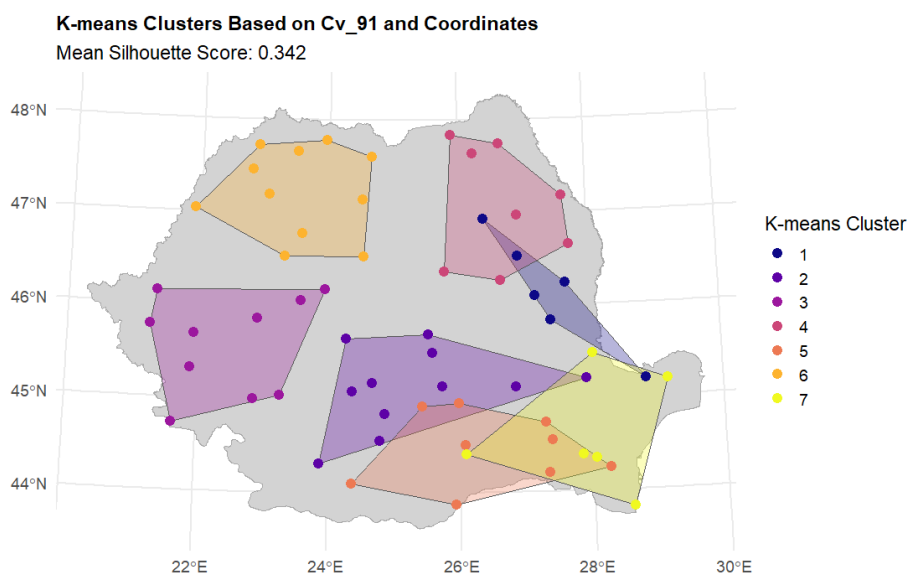 K-means Clusters Based on Cv_91 and Coordinates
Mean Silhouette Score: 0.342
48°N
47°N
46°N
45°N
44°N
22°E
24°E
26°E
28°E
30°E
K-means Cluster
1
2
3
4
5
6
7